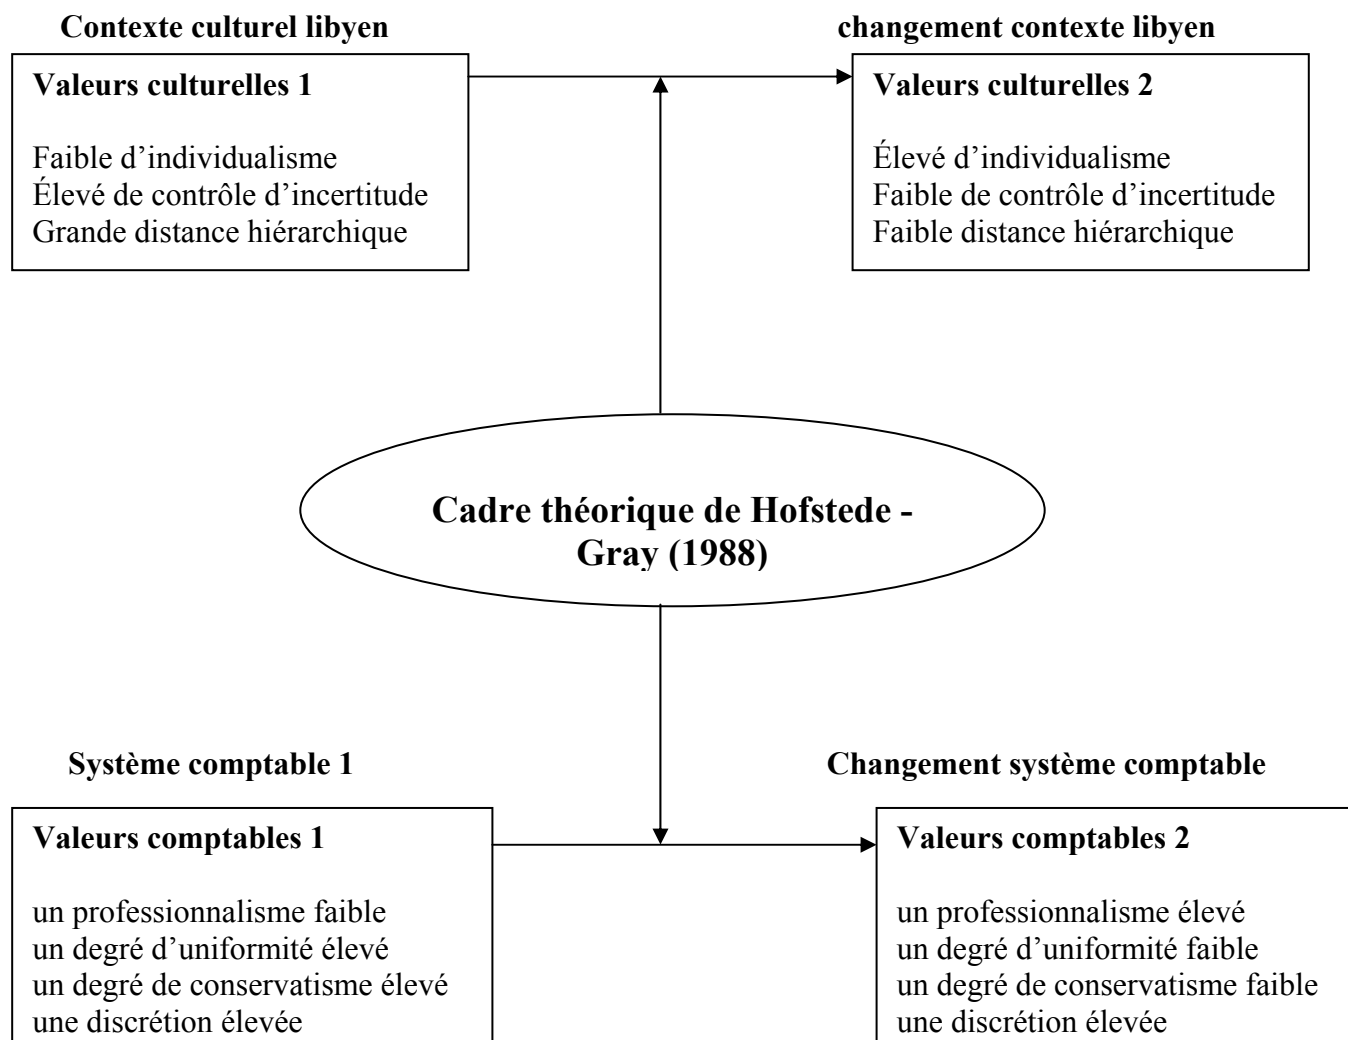 Contexte culturel libyen
changement contexte libyen
Valeurs culturelles 1
Faible d’individualisme
Élevé de contrôle d’incertitude
Grande distance hiérarchique
Valeurs culturelles 2
Élevé d’individualisme
Faible de contrôle d’incertitude
Faible distance hiérarchique
Cadre théorique de Hofstede -
Gray (1988)
Système comptable 1
Changement système comptable
Valeurs comptables 1
un professionnalisme faible
un degré d’uniformité élevé
un degré de conservatisme élevé
une discrétion élevée
Valeurs comptables 2
un professionnalisme élevé
un degré d’uniformité faible
un degré de conservatisme faible
une discrétion élevée